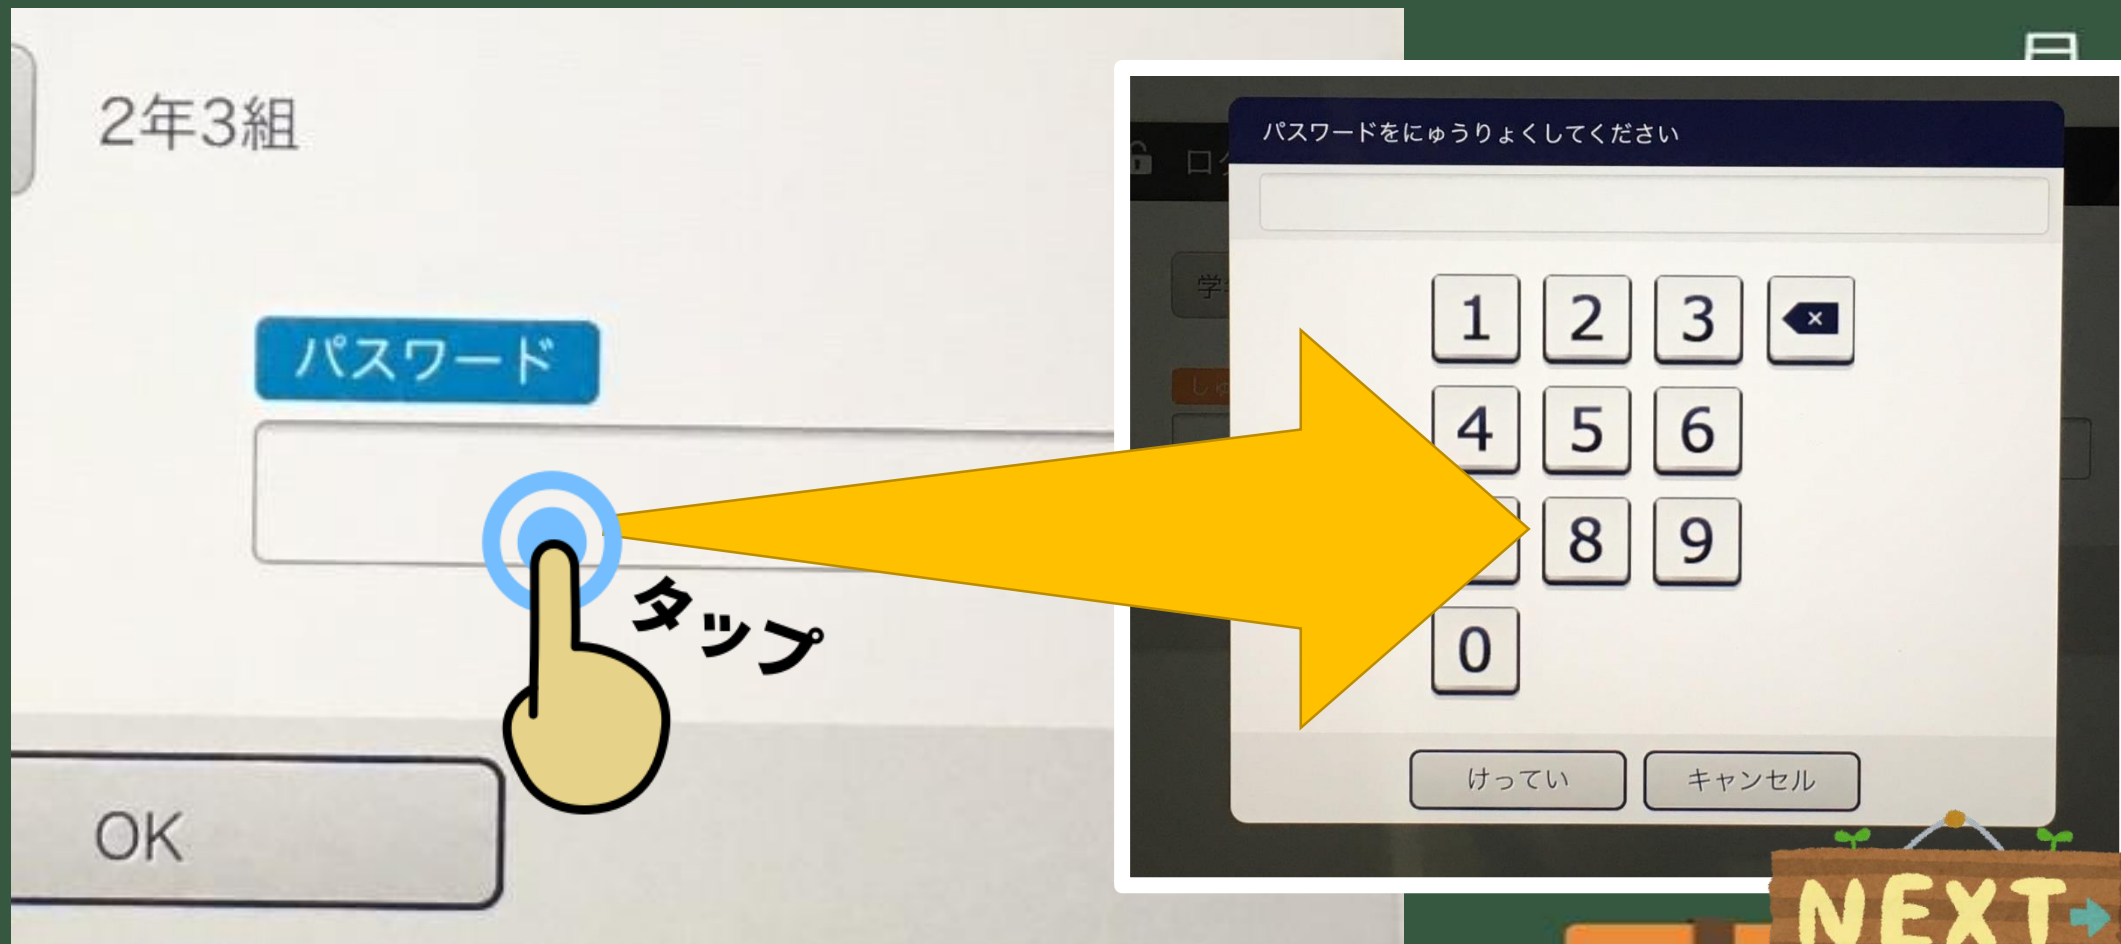 2年3組
パスワード
タップ
OK
パスワードをにゅうりょくしてください
1 2 3
4 5 6
8 9
0
けってい キャンセル
NEXT